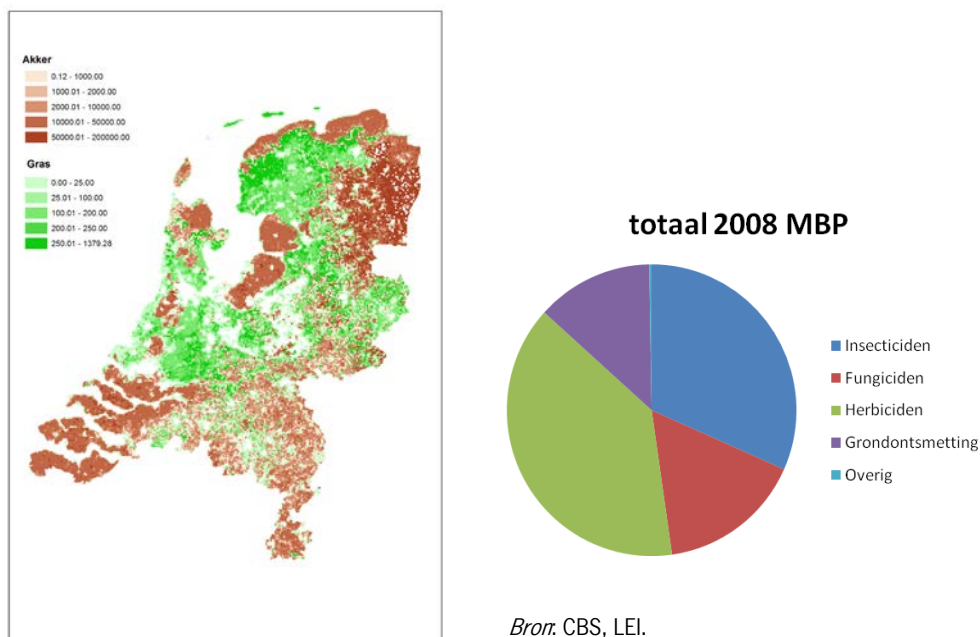 Akker
0.12 - 1000.00
1000.01 - 2000.00
2000.01 - 10000.00
10000.01 - 50000.00
50000.01 - 200000.00
Gras
0.00 - 25.00
25.01 - 100.00
100.01 - 200.00
200.01 - 250.00
250.01 - 1379.28
totaal 2008 MBP
Insecticiden
Fungiciden
Herbiciden
Grondontsmetting
Overig
Bron: CBS, LEI.